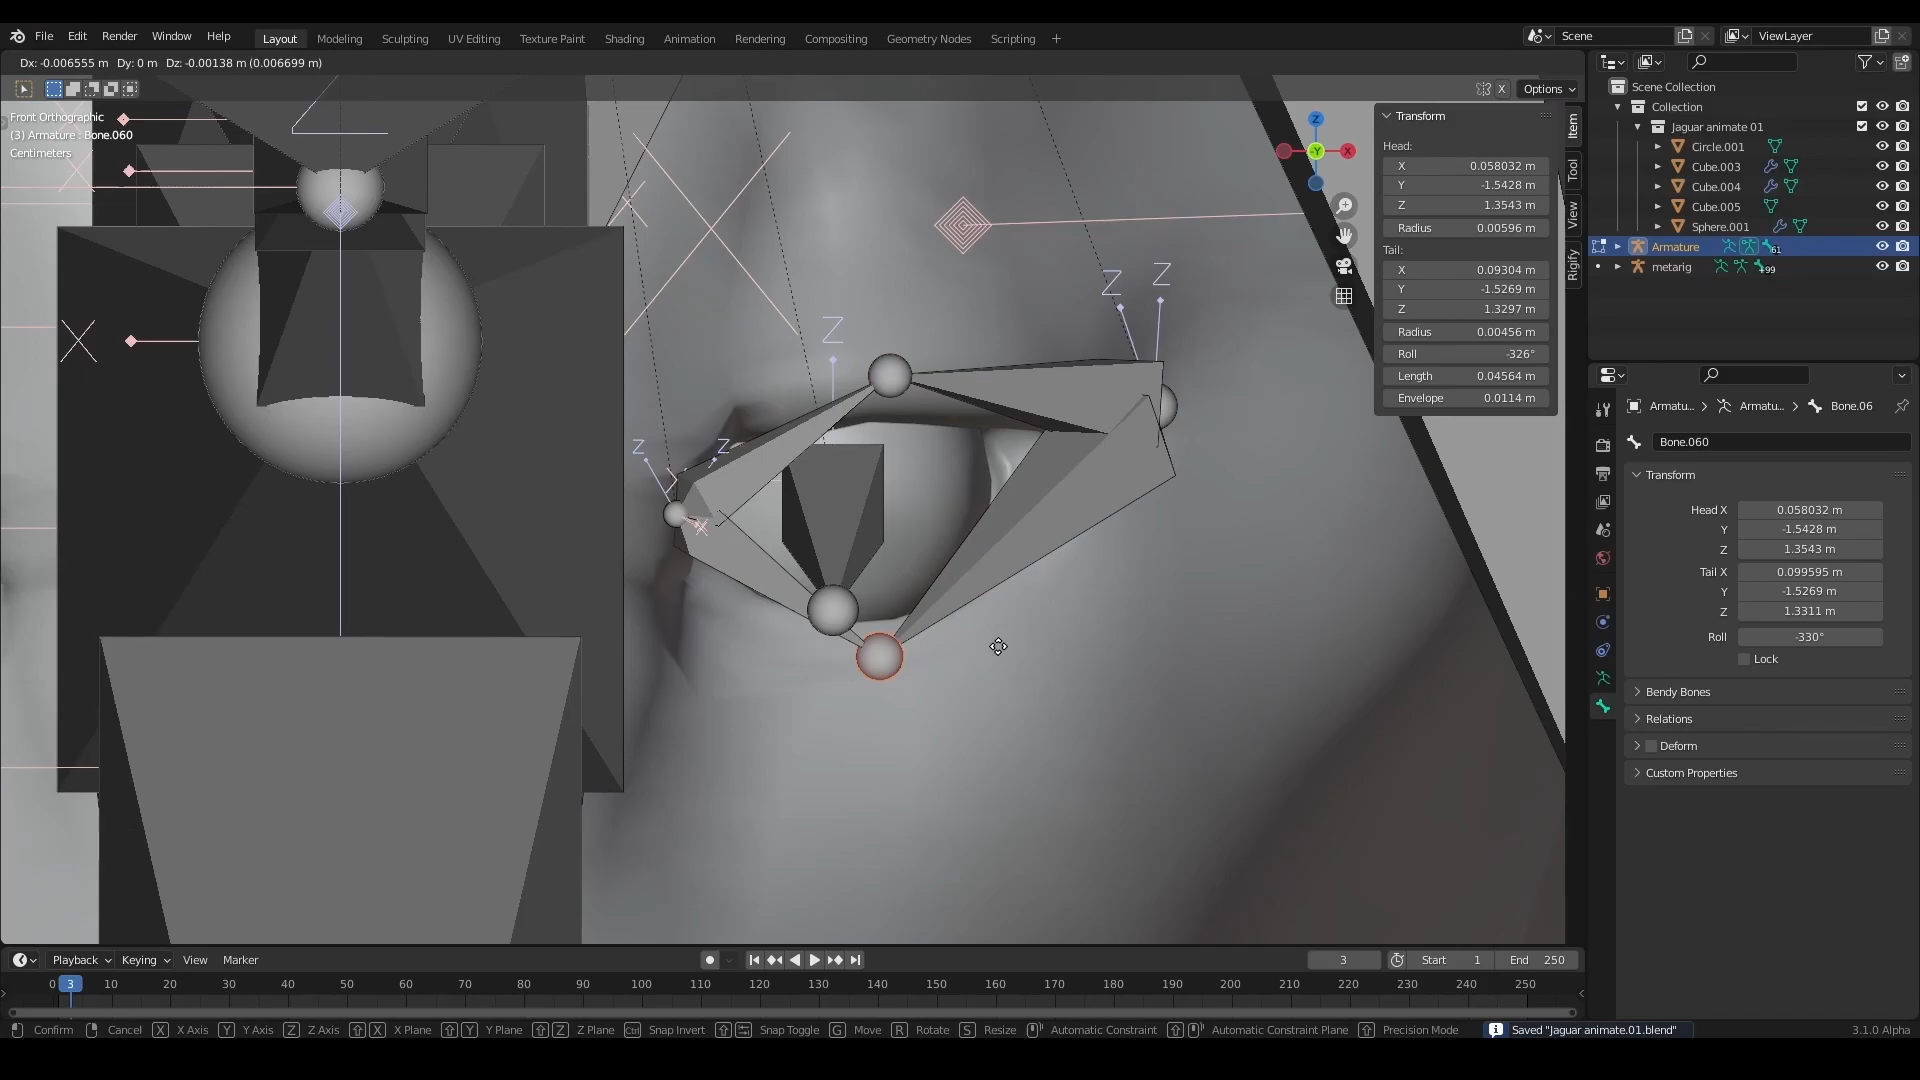 File Edit Render Window Help Layout Modeling Sculpting UV Editing Texture Paint Shading Animation Rendering Compositing Geometry Nodes Scripting + Scene ViewLayer
Dx: -0.006555 m   Dy: 0 m   Dz: -0.00138 m (0.006699 m)
X Options
Front Orthographic
(3) Armature : Bone.060
Centimeters
Z
-Y
X
Z
Z
Z
Z
Z
Transform
Head:
X 0.058032 m
Y -1.5428 m
Z 1.3543 m
Radius 0.00596 m
Tail:
X 0.09304 m
Y -1.5269 m
Z 1.3297 m
Radius 0.00456 m
Roll -326°
Length 0.04564 m
Envelope 0.0114 m
Item
Tool
View
Rigify
Scene Collection
Collection
Jaguar animate 01
Circle.001
Cube.003
Cube.004
Cube.005
Sphere.001
Armature 61
metarig 99
Armatu... Armatu... Bone.06
Bone.060
Transform
Head X 0.058032 m
Y -1.5428 m
Z 1.3543 m
Tail X 0.099595 m
Y -1.5269 m
Z 1.3311 m
Roll -330°
Lock
Bendy Bones
Relations
Deform
Custom Properties
Playback Keying View Marker 3 Start 1 End 250
0 3 10 20 30 40 50 60 70 80 90 100 110 120 130 140 150 160 170 180 190 200 210 220 230 240 250
Confirm Cancel X X Axis Y Y Axis Z Z Axis X X Plane Y Y Plane Z Z Plane Ctrl Snap Invert Snap Toggle G Move R Rotate S Resize Automatic Constraint Automatic Constraint Plane Precision Mode Saved "Jaguar animate.01.blend" 3.1.0 Alpha